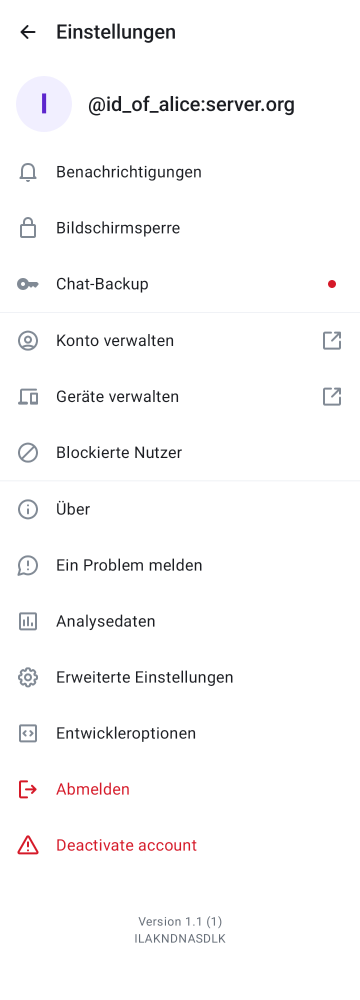 Einstellungen
I
@id_of_alice:server.org
Benachrichtigungen
Bildschirmsperre
Chat-Backup
Konto verwalten
Geräte verwalten
Blockierte Nutzer
Über
Ein Problem melden
Analysedaten
Erweiterte Einstellungen
Entwickleroptionen
Abmelden
Deactivate account
Version 1.1 (1)
ILAKNDNASDLK